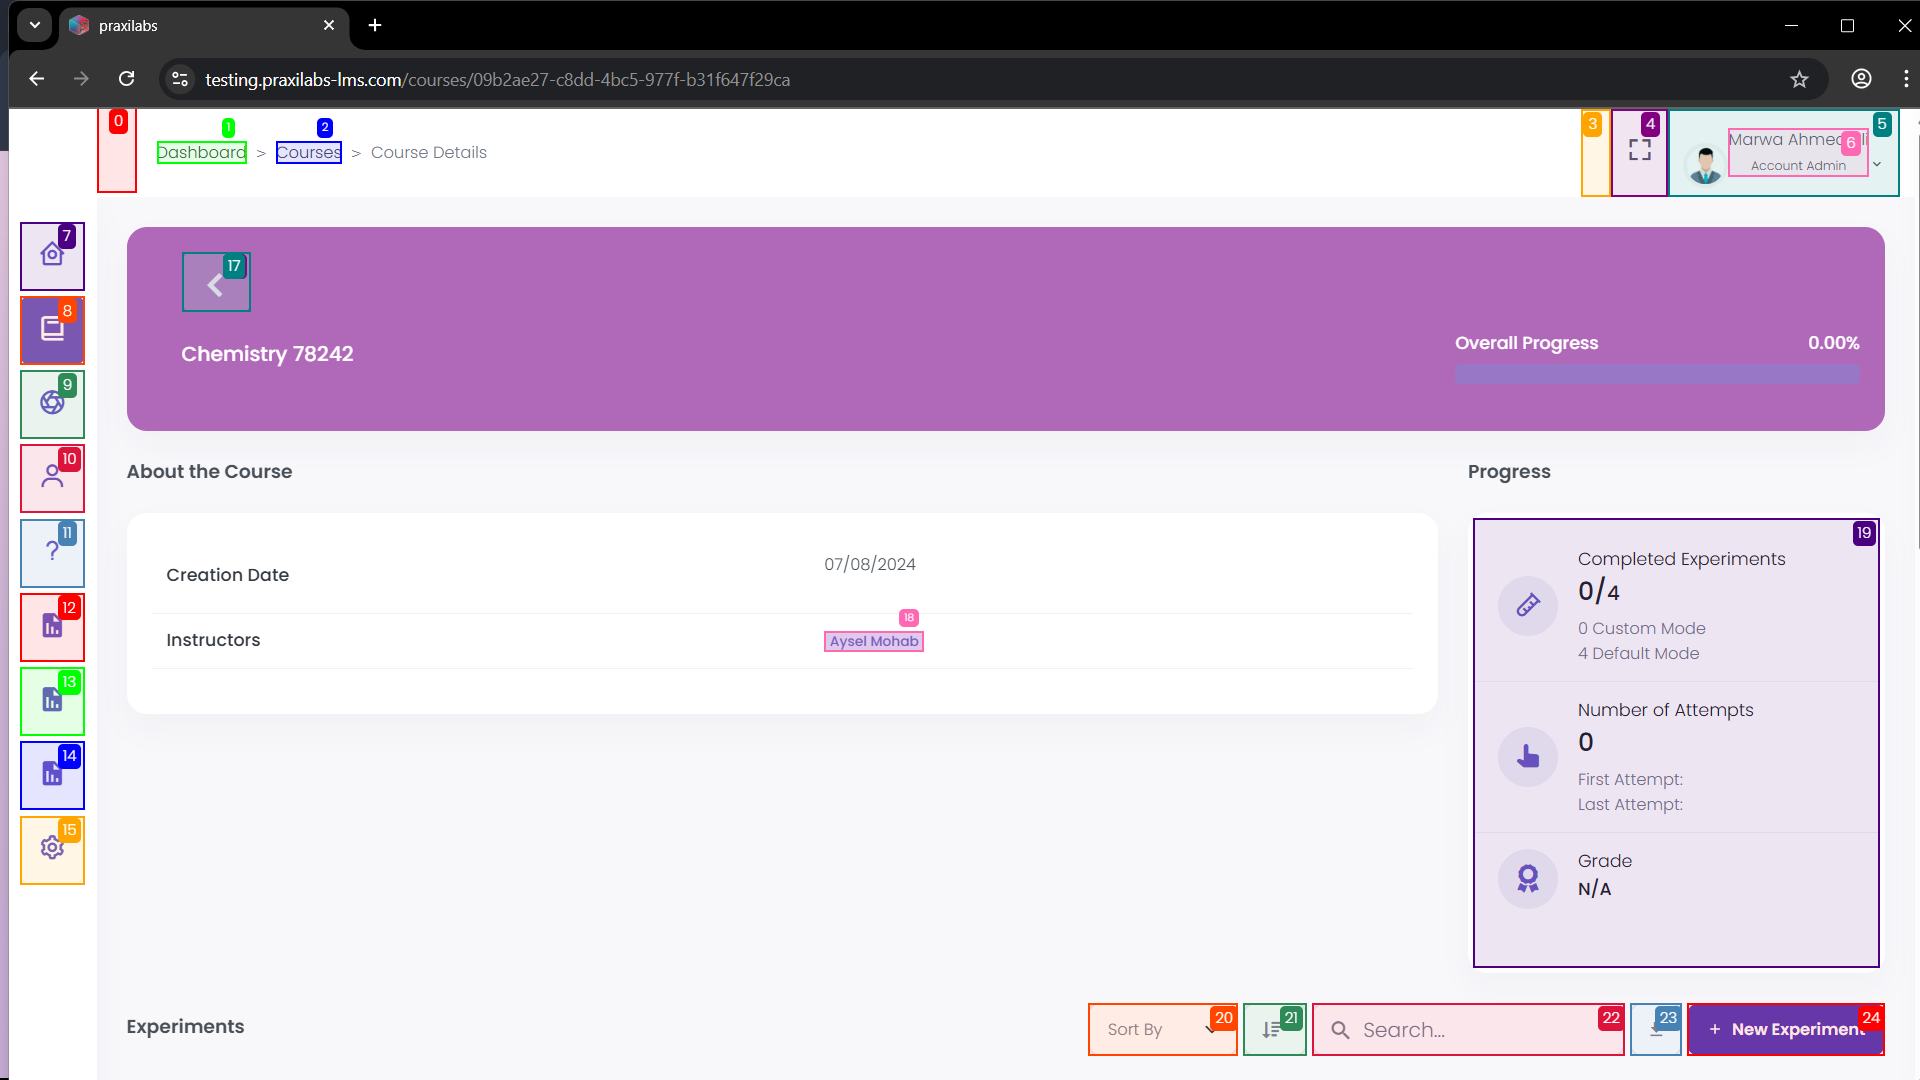 praxilabs
testing.praxilabs-lms.com/courses/09b2ae27-c8dd-4bc5-977f-b31f647f29ca
0
1
2
3
4
5
Dashboard > Courses > Course Details
6
Account Admin
7
8
9
10
11
12
13
14
15
17
Chemistry 78242
Overall Progress 0.00%
About the Course
Creation Date 07/08/2024
18
Instructors Aysel Mohab
Progress
19
Completed Experiments
0/4
0 Custom Mode
4 Default Mode
Number of Attempts
0
First Attempt:
Last Attempt:
Grade
N/A
Experiments
Sort By 20
21
Search... 22
23
+ New Experiment 24